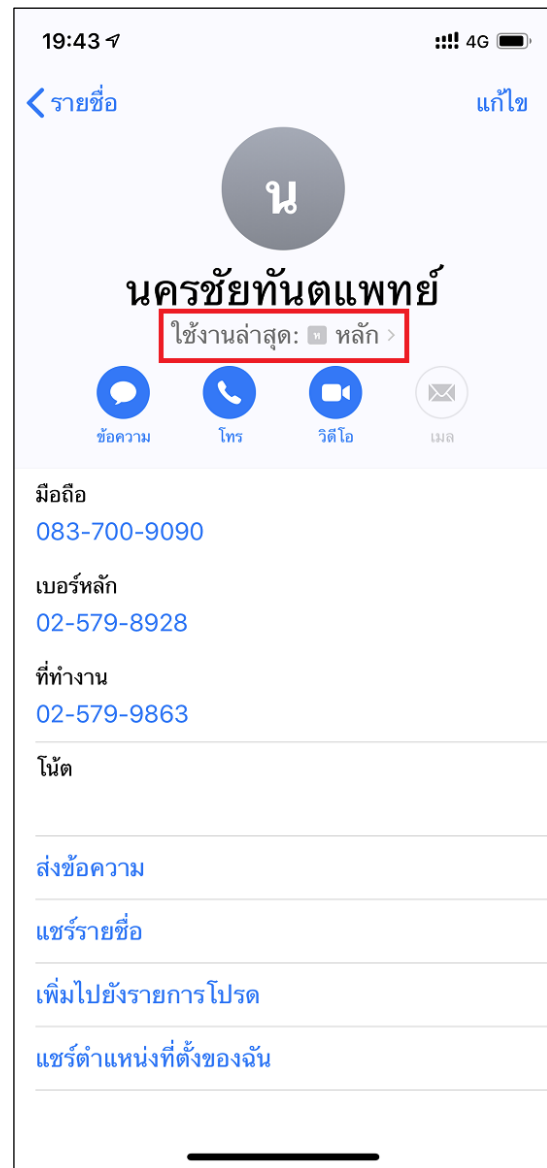 19:43 4G
รายชื่อ แก้ไข
น
นครชัยทันตแพทย์
ใช้งานล่าสุด: ห หลัก
ข้อความ โทร วิดีโอ เมล
มือถือ
083-700-9090
เบอร์หลัก
02-579-8928
ที่ทำงาน
02-579-9863
โน้ต
ส่งข้อความ
แชร์รายชื่อ
เพิ่มไปยังรายการโปรด
แชร์ตำแหน่งที่ตั้งของฉัน